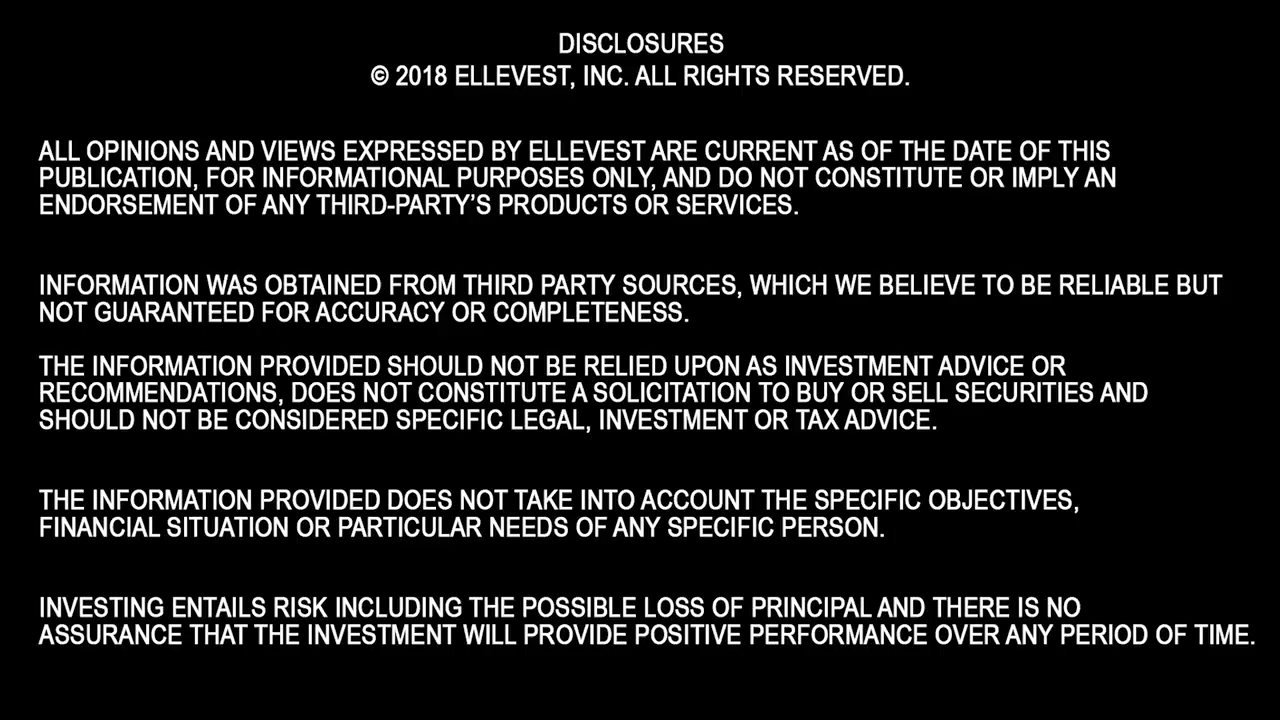 DISCLOSURES
© 2018 ELLEVEST, INC. ALL RIGHTS RESERVED.
ALL OPINIONS AND VIEWS EXPRESSED BY ELLEVEST ARE CURRENT AS OF THE DATE OF THIS
PUBLICATION, FOR INFORMATIONAL PURPOSES ONLY, AND DO NOT CONSTITUTE OR IMPLY AN
ENDORSEMENT OF ANY THIRD-PARTY’S PRODUCTS OR SERVICES.
INFORMATION WAS OBTAINED FROM THIRD PARTY SOURCES, WHICH WE BELIEVE TO BE RELIABLE BUT
NOT GUARANTEED FOR ACCURACY OR COMPLETENESS.
THE INFORMATION PROVIDED SHOULD NOT BE RELIED UPON AS INVESTMENT ADVICE OR
RECOMMENDATIONS, DOES NOT CONSTITUTE A SOLICITATION TO BUY OR SELL SECURITIES AND
SHOULD NOT BE CONSIDERED SPECIFIC LEGAL, INVESTMENT OR TAX ADVICE.
THE INFORMATION PROVIDED DOES NOT TAKE INTO ACCOUNT THE SPECIFIC OBJECTIVES,
FINANCIAL SITUATION OR PARTICULAR NEEDS OF ANY SPECIFIC PERSON.
INVESTING ENTAILS RISK INCLUDING THE POSSIBLE LOSS OF PRINCIPAL AND THERE IS NO
ASSURANCE THAT THE INVESTMENT WILL PROVIDE POSITIVE PERFORMANCE OVER ANY PERIOD OF TIME.